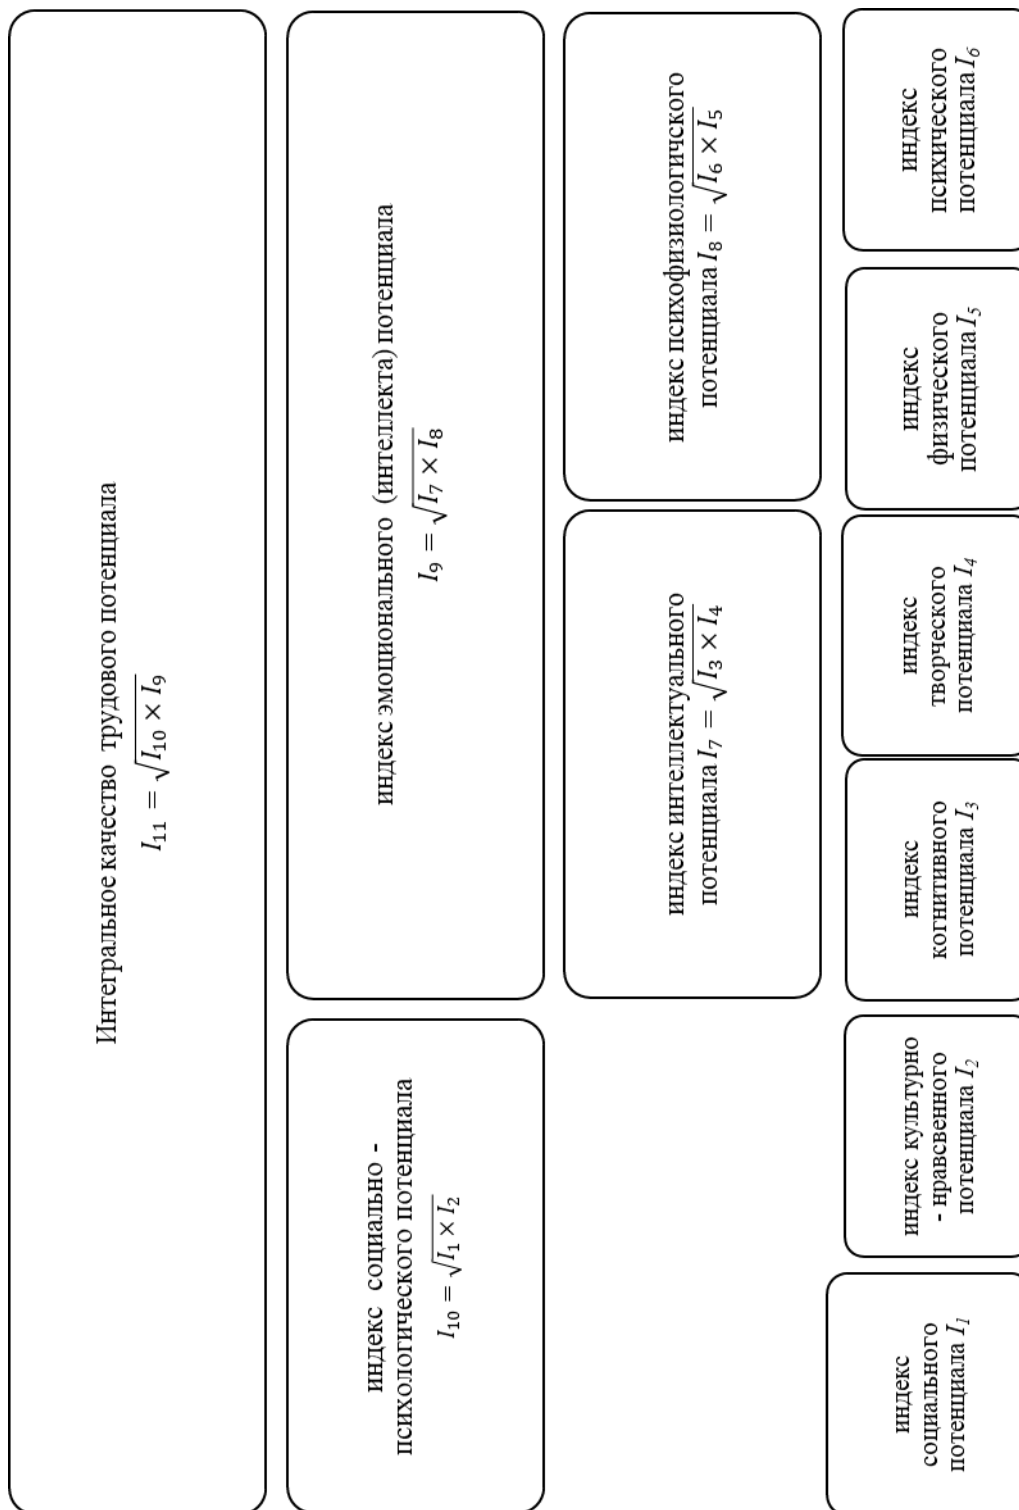 Интегральное качество трудового потенциала
I₁₁ = √(I₁₀ × I₉)
индекс социально -
психологического потенциала
I₁₀ = √(I₁ × I₂)
индекс эмоционального (интеллекта) потенциала
I₉ = √(I₇ × I₈)
индекс интеллектуального
потенциала I₇ = √(I₃ × I₄)
индекс психофизиологичского
потенциала I₈ = √(I₆ × I₅)
индекс
социального
потенциала I₁
индекс культурно
- нравсвенного
потенциала I₂
индекс
когнитивного
потенциала I₃
индекс
творческого
потенциала I₄
индекс
физического
потенциала I₅
индекс
психического
потенциала I₆